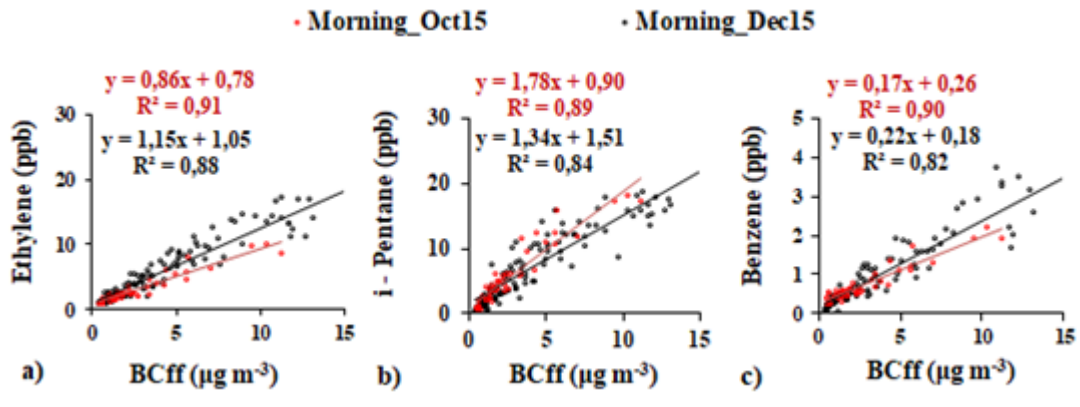 Morning_Oct15 Morning_Dec15
y = 0,86x + 0,78
R² = 0,91
y = 1,15x + 1,05
R² = 0,88
Ethylene (ppb)
30
20
10
0
0 5 10 15
BCff (µg m⁻³)
a)
y = 1,78x + 0,90
R² = 0,89
y = 1,34x + 1,51
R² = 0,84
i - Pentane (ppb)
30
20
10
0
0 5 10 15
BCff (µg m⁻³)
b)
y = 0,17x + 0,26
R² = 0,90
y = 0,22x + 0,18
R² = 0,82
Benzene (ppb)
5
4
3
2
1
0
0 5 10 15
BCff (µg m⁻³)
c)